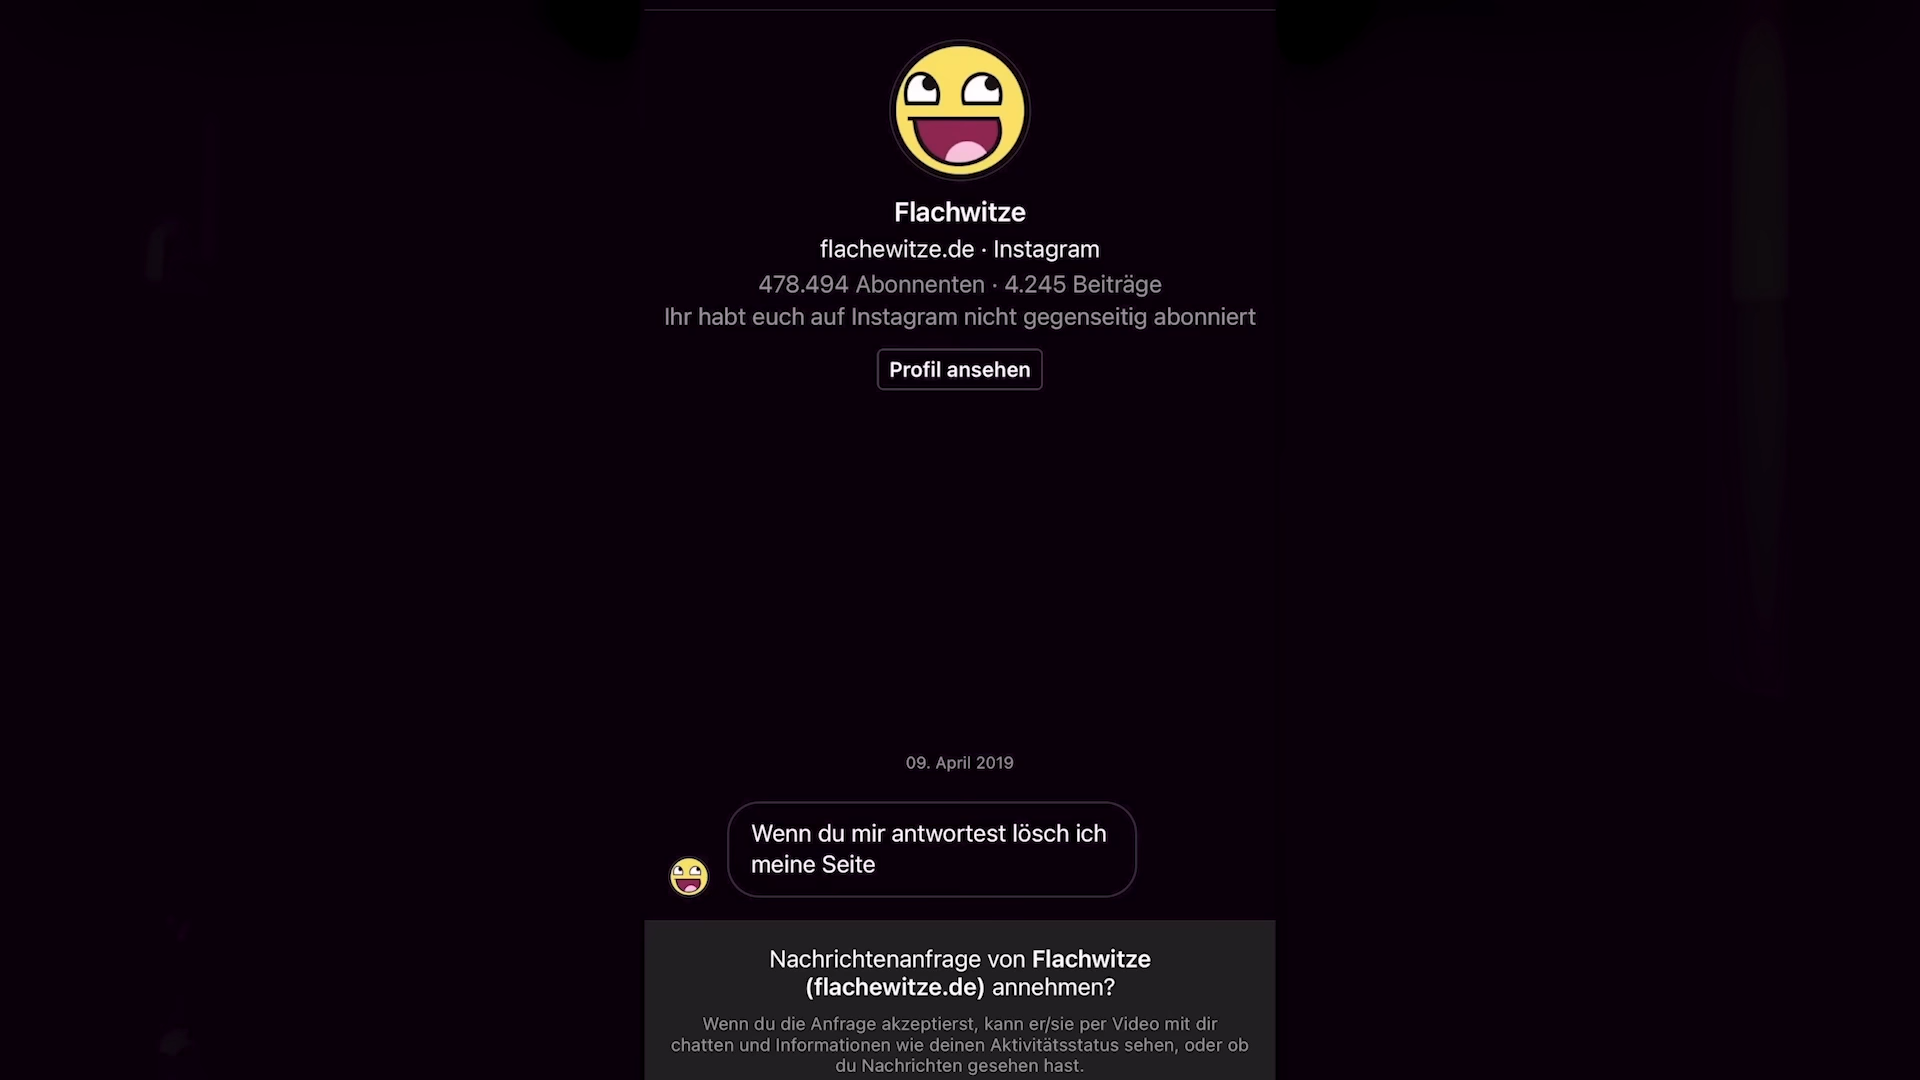 Flachwitze
flachewitze.de · Instagram
478.494 Abonnenten · 4.245 Beiträge
Ihr habt euch auf Instagram nicht gegenseitig abonniert
Profil ansehen
09. April 2019
Wenn du mir antwortest lösch ich
meine Seite
Nachrichtenanfrage von Flachwitze
(flachewitze.de) annehmen?
Wenn du die Anfrage akzeptierst, kann er/sie per Video mit dir
chatten und Informationen wie deinen Aktivitätsstatus sehen, oder ob
du Nachrichten gesehen hast.